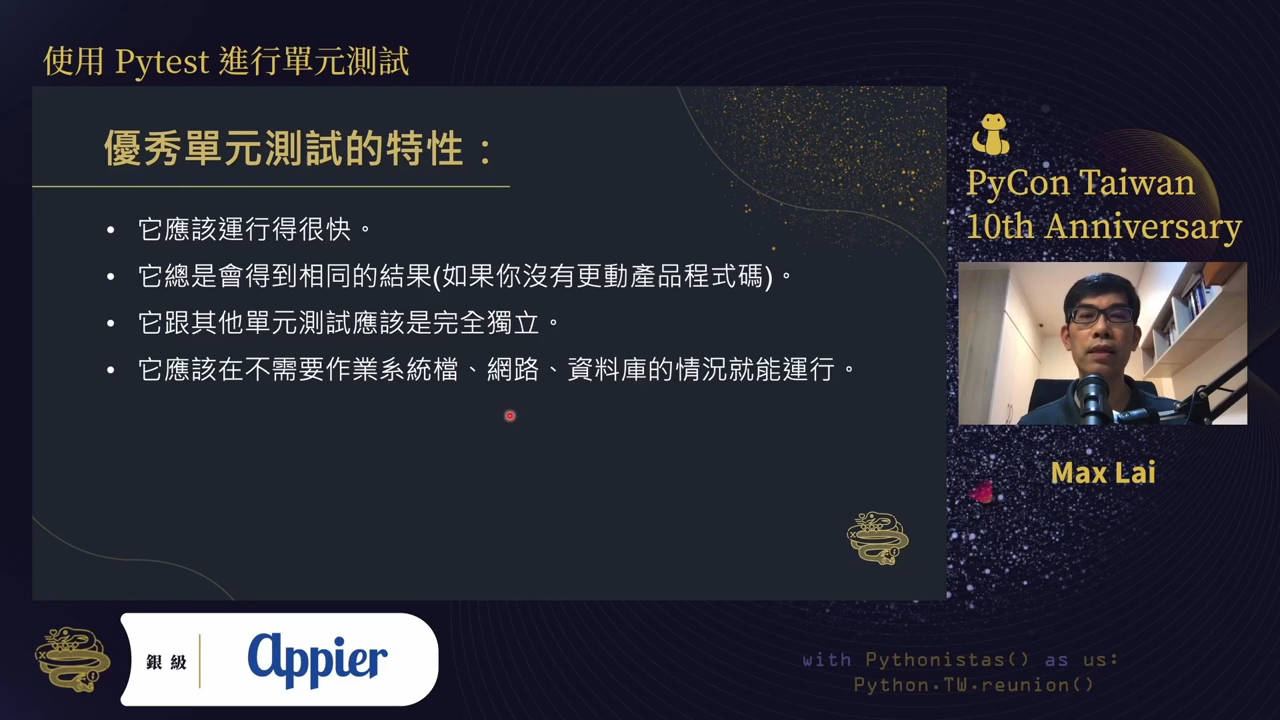 使用 Pytest 進行單元測試
優秀單元測試的特性：
• 它應該運行得很快。
• 它總是會得到相同的結果(如果你沒有更動產品程式碼)。
• 它跟其他單元測試應該是完全獨立。
• 它應該在不需要作業系統檔、網路、資料庫的情況就能運行。
PyCon Taiwan
10th Anniversary
Max Lai
銀級
Appier
with Pythonistas() as us:
Python.TW.reunion()